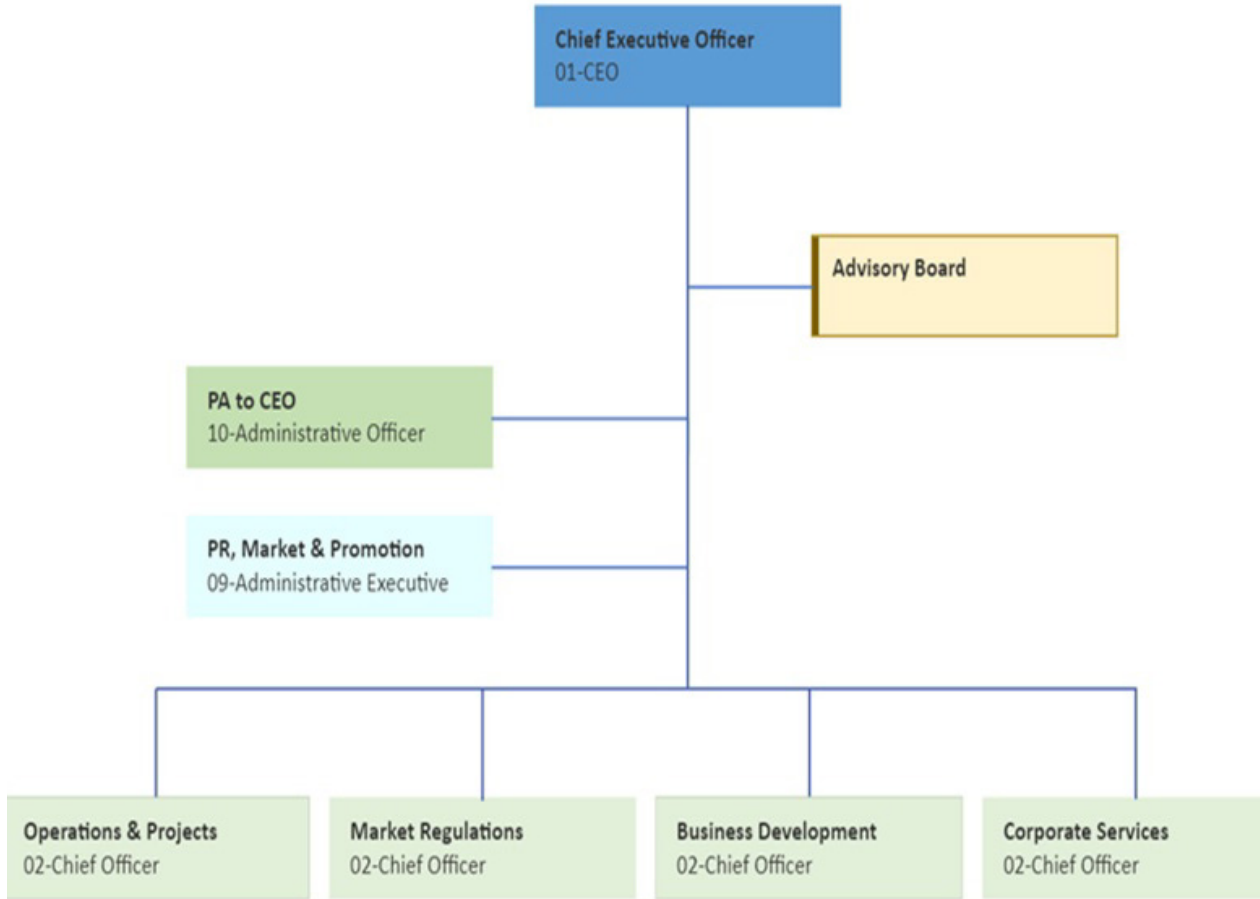 Chief Executive Officer
01-CEO
Advisory Board
PA to CEO
10-Administrative Officer
PR, Market & Promotion
09-Administrative Executive
Operations & Projects
02-Chief Officer
Market Regulations
02-Chief Officer
Business Development
02-Chief Officer
Corporate Services
02-Chief Officer